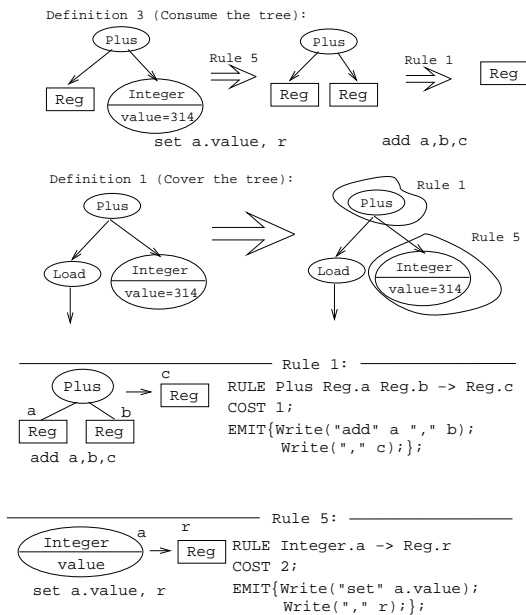 Definition 3 (Consume the tree):
Plus
Rule 5
Plus
Rule 1
Reg
Reg
Integer
value=314
Reg
Reg
set a.value, r
add a,b,c
Definition 1 (Cover the tree):
Plus
Load
Integer
value=314
Plus
Rule 1
Rule 5
Load
Integer
value=314
Rule 1:
Plus
c
Reg
a
b
Reg
Reg
add a,b,c
RULE Plus Reg.a Reg.b -> Reg.c
COST 1;
EMIT{Write("add" a "," b);
Write("," c);};
Rule 5:
Integer
value
a
r
Reg
set a.value, r
RULE Integer.a -> Reg.r
COST 2;
EMIT{Write("set" a.value);
Write("," r);};